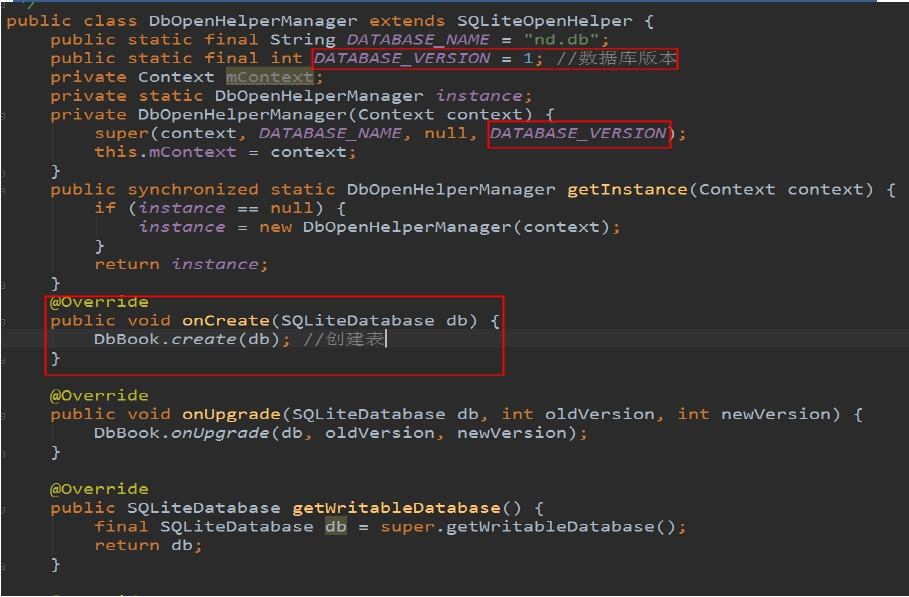 */
public class DbOpenHelperManager extends SQLiteOpenHelper {
public static final String DATABASE_NAME = "nd.db";
public static final int DATABASE_VERSION = 1; //数据库版本
private Context mContext;
private static DbOpenHelperManager instance;
private DbOpenHelperManager(Context context) {
super(context, DATABASE_NAME, null, DATABASE_VERSION);
this.mContext = context;
}
public synchronized static DbOpenHelperManager getInstance(Context context) {
if (instance == null) {
instance = new DbOpenHelperManager(context);
}
return instance;
}
@Override
public void onCreate(SQLiteDatabase db) {
DbBook.create(db); //创建表
}
@Override
public void onUpgrade(SQLiteDatabase db, int oldVersion, int newVersion) {
DbBook.onUpgrade(db, oldVersion, newVersion);
}
@Override
public SQLiteDatabase getWritableDatabase() {
final SQLiteDatabase db = super.getWritableDatabase();
return db;
}